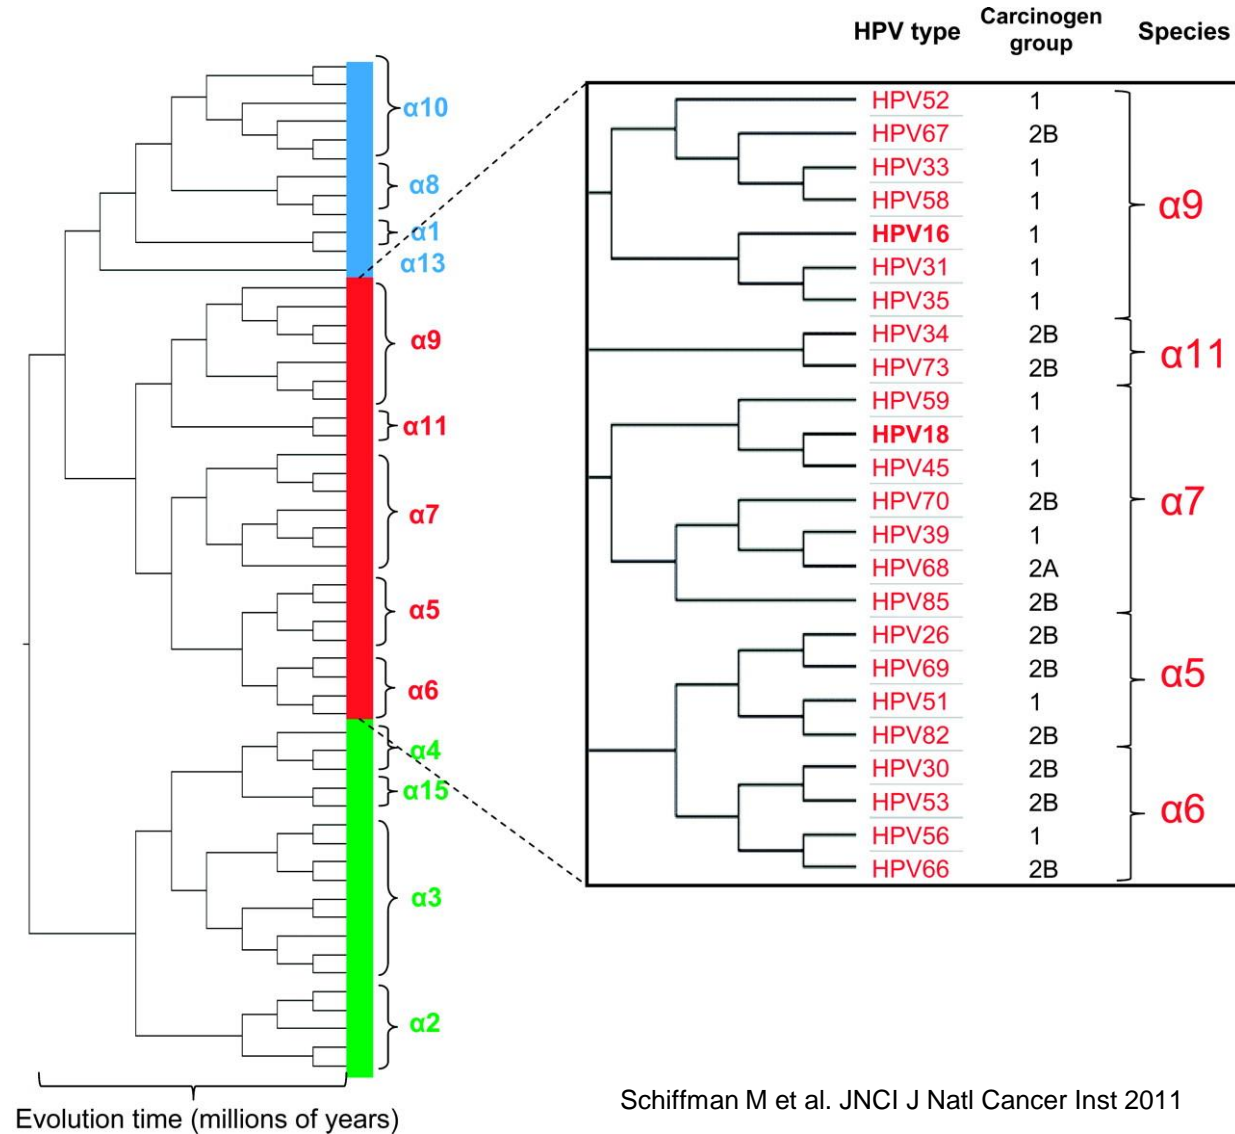 HPV type Carcinogen group Species
α10
α8
α1
α13
α9
α11
α7
α5
α6
α4
α15
α3
α2
HPV52 1
HPV67 2B
HPV33 1
HPV58 1
HPV16 1
HPV31 1
HPV35 1
α9
HPV34 2B
HPV73 2B
α11
HPV59 1
HPV18 1
HPV45 1
HPV70 2B
HPV39 1
HPV68 2A
HPV85 2B
α7
HPV26 2B
HPV69 2B
HPV51 1
HPV82 2B
α5
HPV30 2B
HPV53 2B
HPV56 1
HPV66 2B
α6
Evolution time (millions of years)
Schiffman M et al. JNCI J Natl Cancer Inst 2011